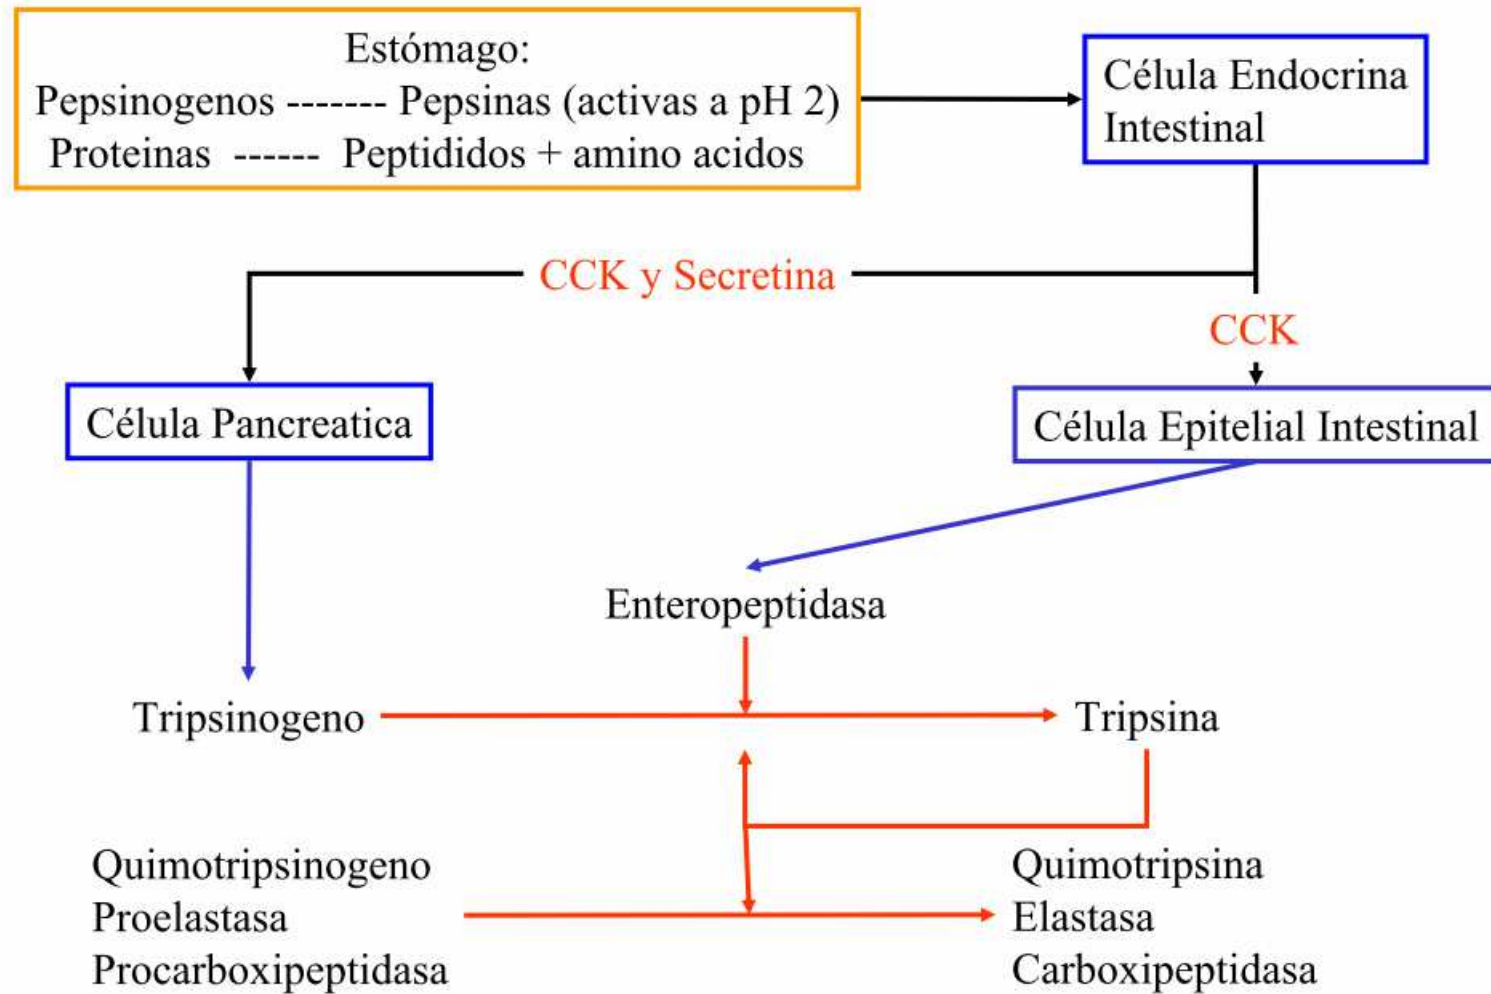 Estómago:
Pepsinogenos ------- Pepsinas (activas a pH 2)
Proteinas ------ Peptididos + amino acidos
Célula Endocrina
Intestinal
CCK y Secretina
CCK
Célula Pancreatica
Célula Epitelial Intestinal
Enteropeptidasa
Tripsinogeno
Tripsina
Quimotripsinogeno
Proelastasa
Procarboxipeptidasa
Quimotripsina
Elastasa
Carboxipeptidasa